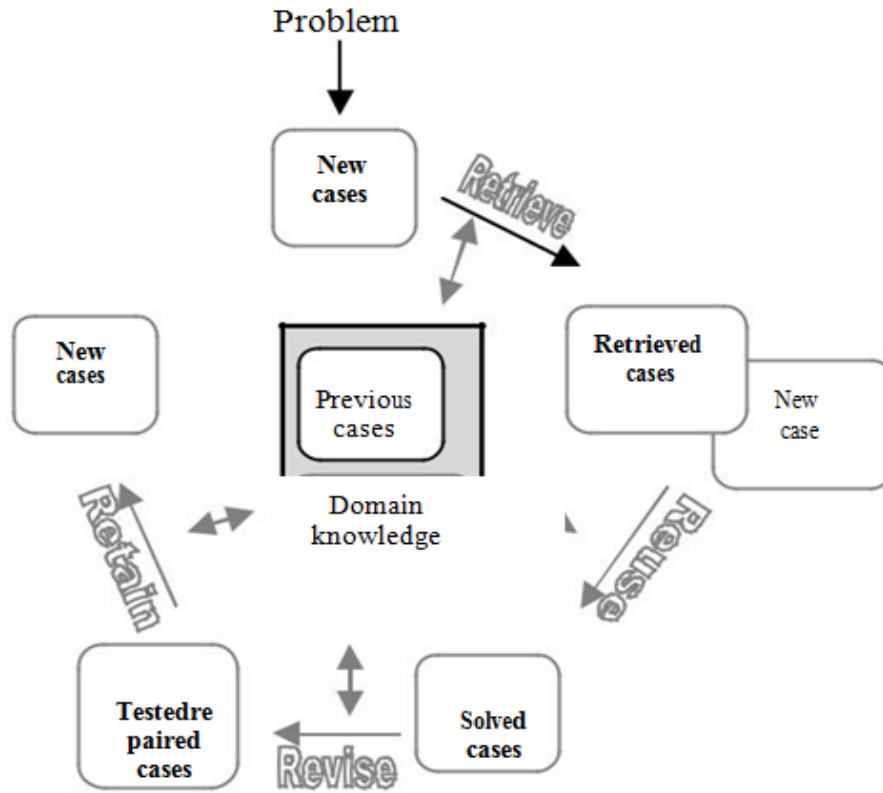 Problem
New
cases
Retrieve
Retrieved
cases
New
case
New
cases
Previous
cases
Domain
knowledge
Reuse
Retain
Testedre
paired
cases
Revise
Solved
cases